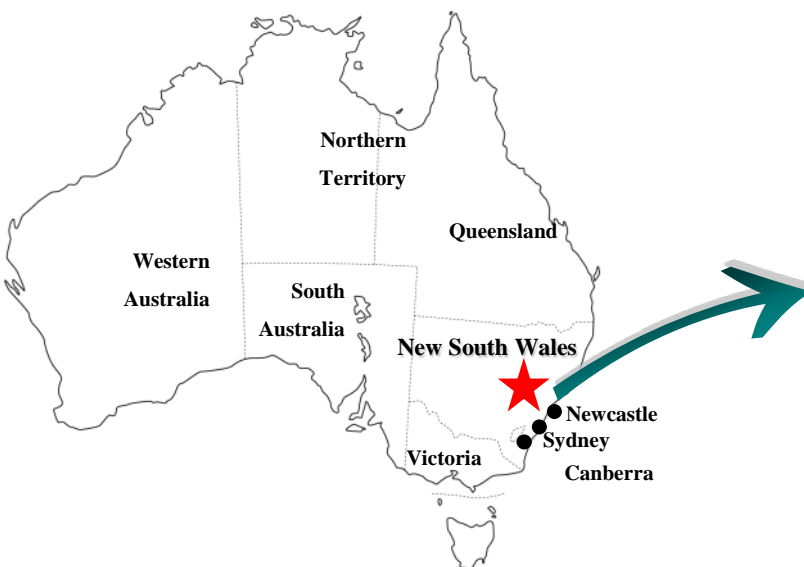 Northern
Territory
Queensland
Western
Australia
South
Australia
New South Wales
Newcastle
Sydney
Victoria
Canberra